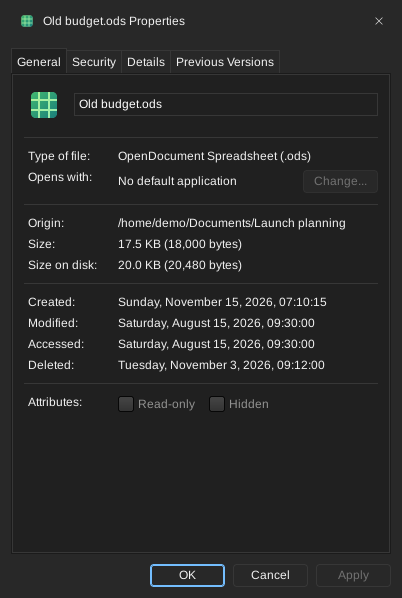 Old budget.ods Properties
General Security Details Previous Versions
Old budget.ods
Type of file: OpenDocument Spreadsheet (.ods)
Opens with: No default application Change...
Origin: /home/demo/Documents/Launch planning
Size: 17.5 KB (18,000 bytes)
Size on disk: 20.0 KB (20,480 bytes)
Created: Sunday, November 15, 2026, 07:10:15
Modified: Saturday, August 15, 2026, 09:30:00
Accessed: Saturday, August 15, 2026, 09:30:00
Deleted: Tuesday, November 3, 2026, 09:12:00
Attributes: Read-only Hidden
OK Cancel Apply